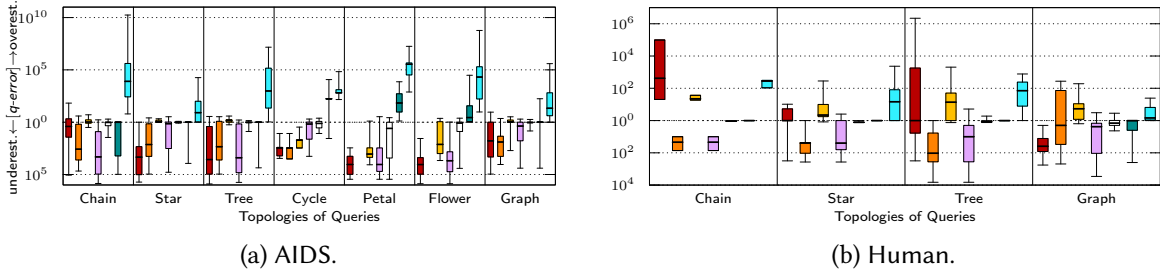 underest.←[q-error]→overest.
10^10
10^5
10^0
10^5
Chain Star Tree Cycle Petal Flower Graph
Topologies of Queries
(a) AIDS.
10^6
10^4
10^2
10^0
10^2
10^4
Chain Star Tree Graph
Topologies of Queries
(b) Human.